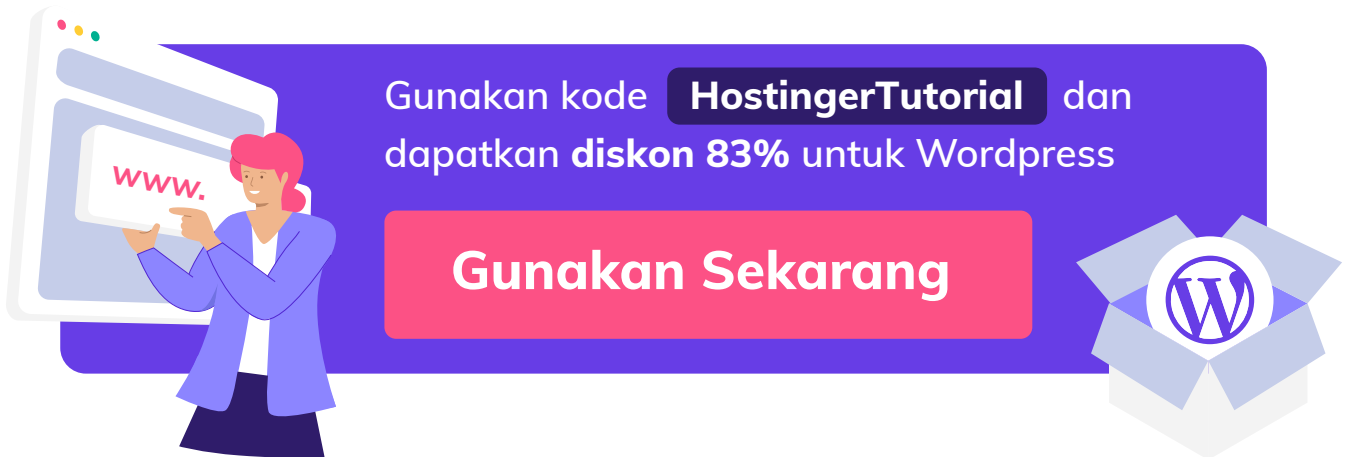 www.
Gunakan kode HostingerTutorial dan
dapatkan diskon 83% untuk Wordpress
Gunakan Sekarang